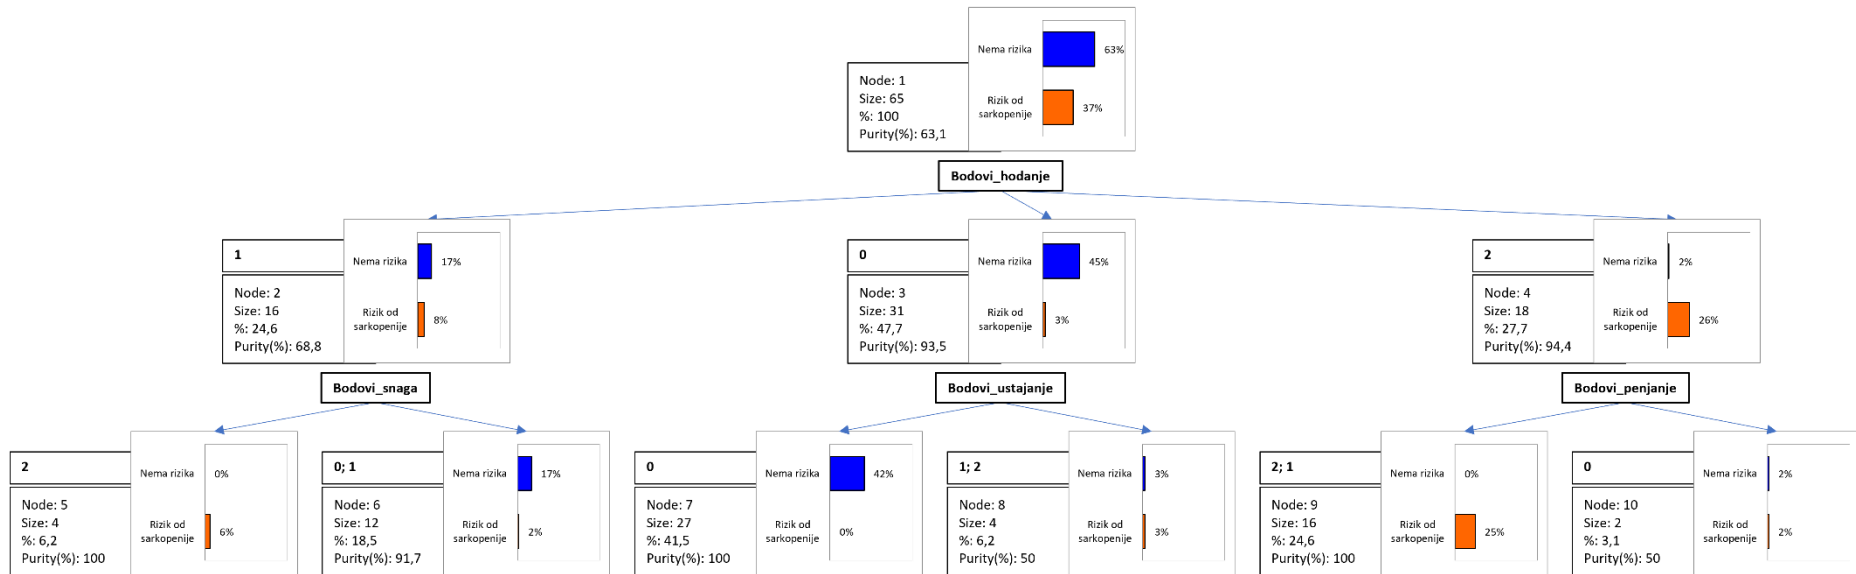 Nema rizika
63%
Rizik od
sarkopenije
37%
Node: 1
Size: 65
%: 100
Purity(%): 63,1
Bodovi_hodanje
1
Nema rizika
17%
Rizik od
sarkopenije
8%
Node: 2
Size: 16
%: 24,6
Purity(%): 68,8
0
Nema rizika
45%
Rizik od
sarkopenije
3%
Node: 3
Size: 31
%: 47,7
Purity(%): 93,5
2
Nema rizika
2%
Rizik od
sarkopenije
26%
Node: 4
Size: 18
%: 27,7
Purity(%): 94,4
Bodovi_snaga
Bodovi_ustajanje
Bodovi_penjanje
2
Nema rizika
0%
Rizik od
sarkopenije
6%
Node: 5
Size: 4
%: 6,2
Purity(%): 100
0; 1
Nema rizika
17%
Rizik od
sarkopenije
2%
Node: 6
Size: 12
%: 18,5
Purity(%): 91,7
0
Nema rizika
42%
Rizik od
sarkopenije
0%
Node: 7
Size: 27
%: 41,5
Purity(%): 100
1; 2
Nema rizika
3%
Rizik od
sarkopenije
3%
Node: 8
Size: 4
%: 6,2
Purity(%): 50
2; 1
Nema rizika
0%
Rizik od
sarkopenije
25%
Node: 9
Size: 16
%: 24,6
Purity(%): 100
0
Nema rizika
2%
Rizik od
sarkopenije
2%
Node: 10
Size: 2
%: 3,1
Purity(%): 50